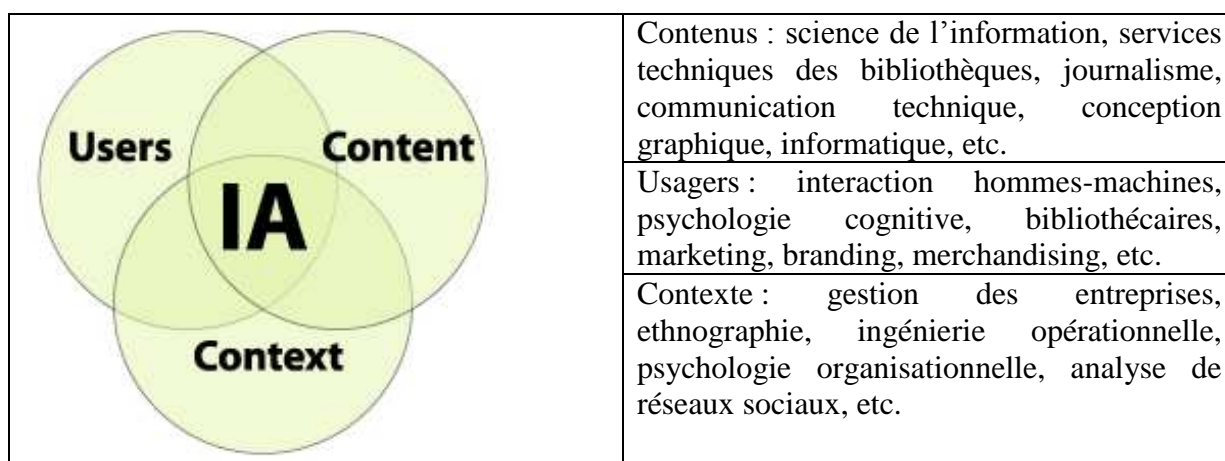 Users
Content
IA
Context
Contenus : science de l’information, services
techniques des bibliothèques, journalisme,
communication technique, conception
graphique, informatique, etc.
Usagers : interaction hommes-machines,
psychologie cognitive, bibliothécaires,
marketing, branding, merchandising, etc.
Contexte : gestion des entreprises,
ethnographie, ingénierie opérationnelle,
psychologie organisationnelle, analyse de
réseaux sociaux, etc.